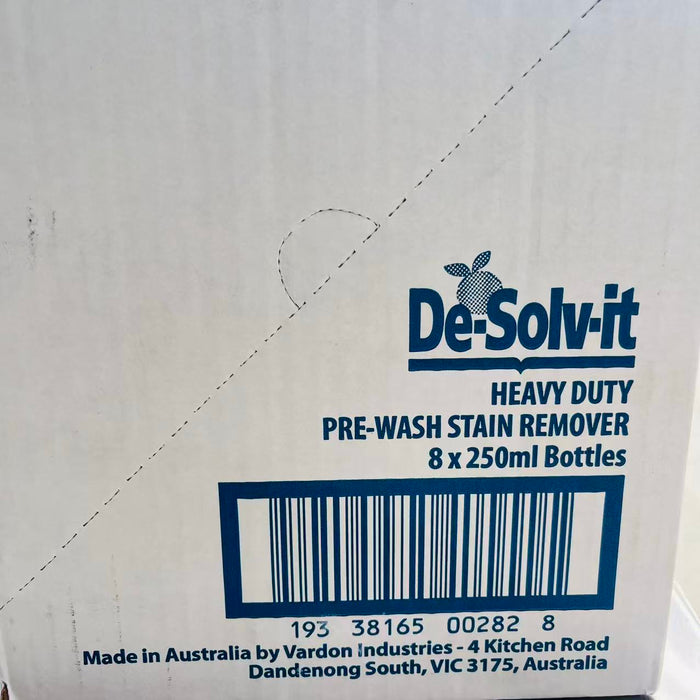 De-Solv-it
HEAVY DUTY
PRE-WASH STAIN REMOVER
8 x 250ml Bottles
193 38165 00282 8
Made in Australia by Vardon Industries - 4 Kitchen Road
Dandenong South, VIC 3175, Australia